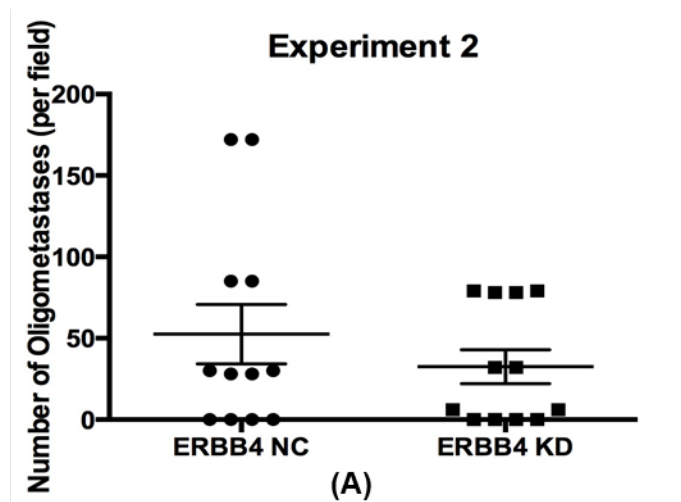 Experiment 2
Number of Oligometastases (per field)
200
150
100
50
0
ERBB4 NC
ERBB4 KD
(A)